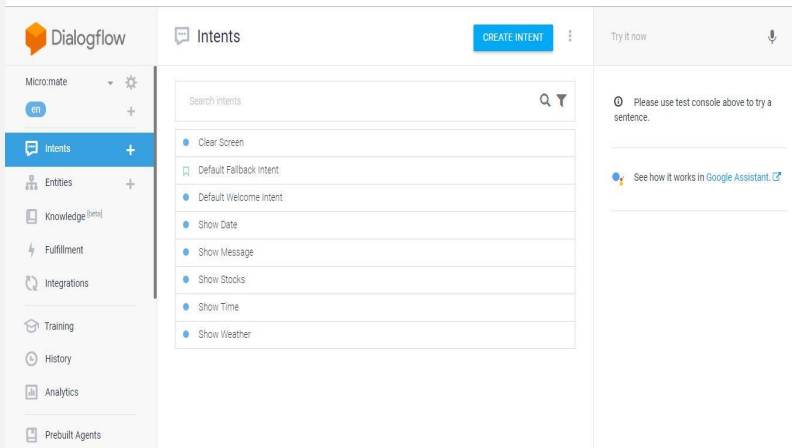 Dialogflow
Micro:mate
en
Intents
Entities
Knowledge [beta]
Fulfillment
Integrations
Training
History
Analytics
Prebuilt Agents
Intents
CREATE INTENT
Search intents
Clear Screen
Default Fallback Intent
Default Welcome Intent
Show Date
Show Message
Show Stocks
Show Time
Show Weather
Try it now
Please use test console above to try a
sentence.
See how it works in Google Assistant.